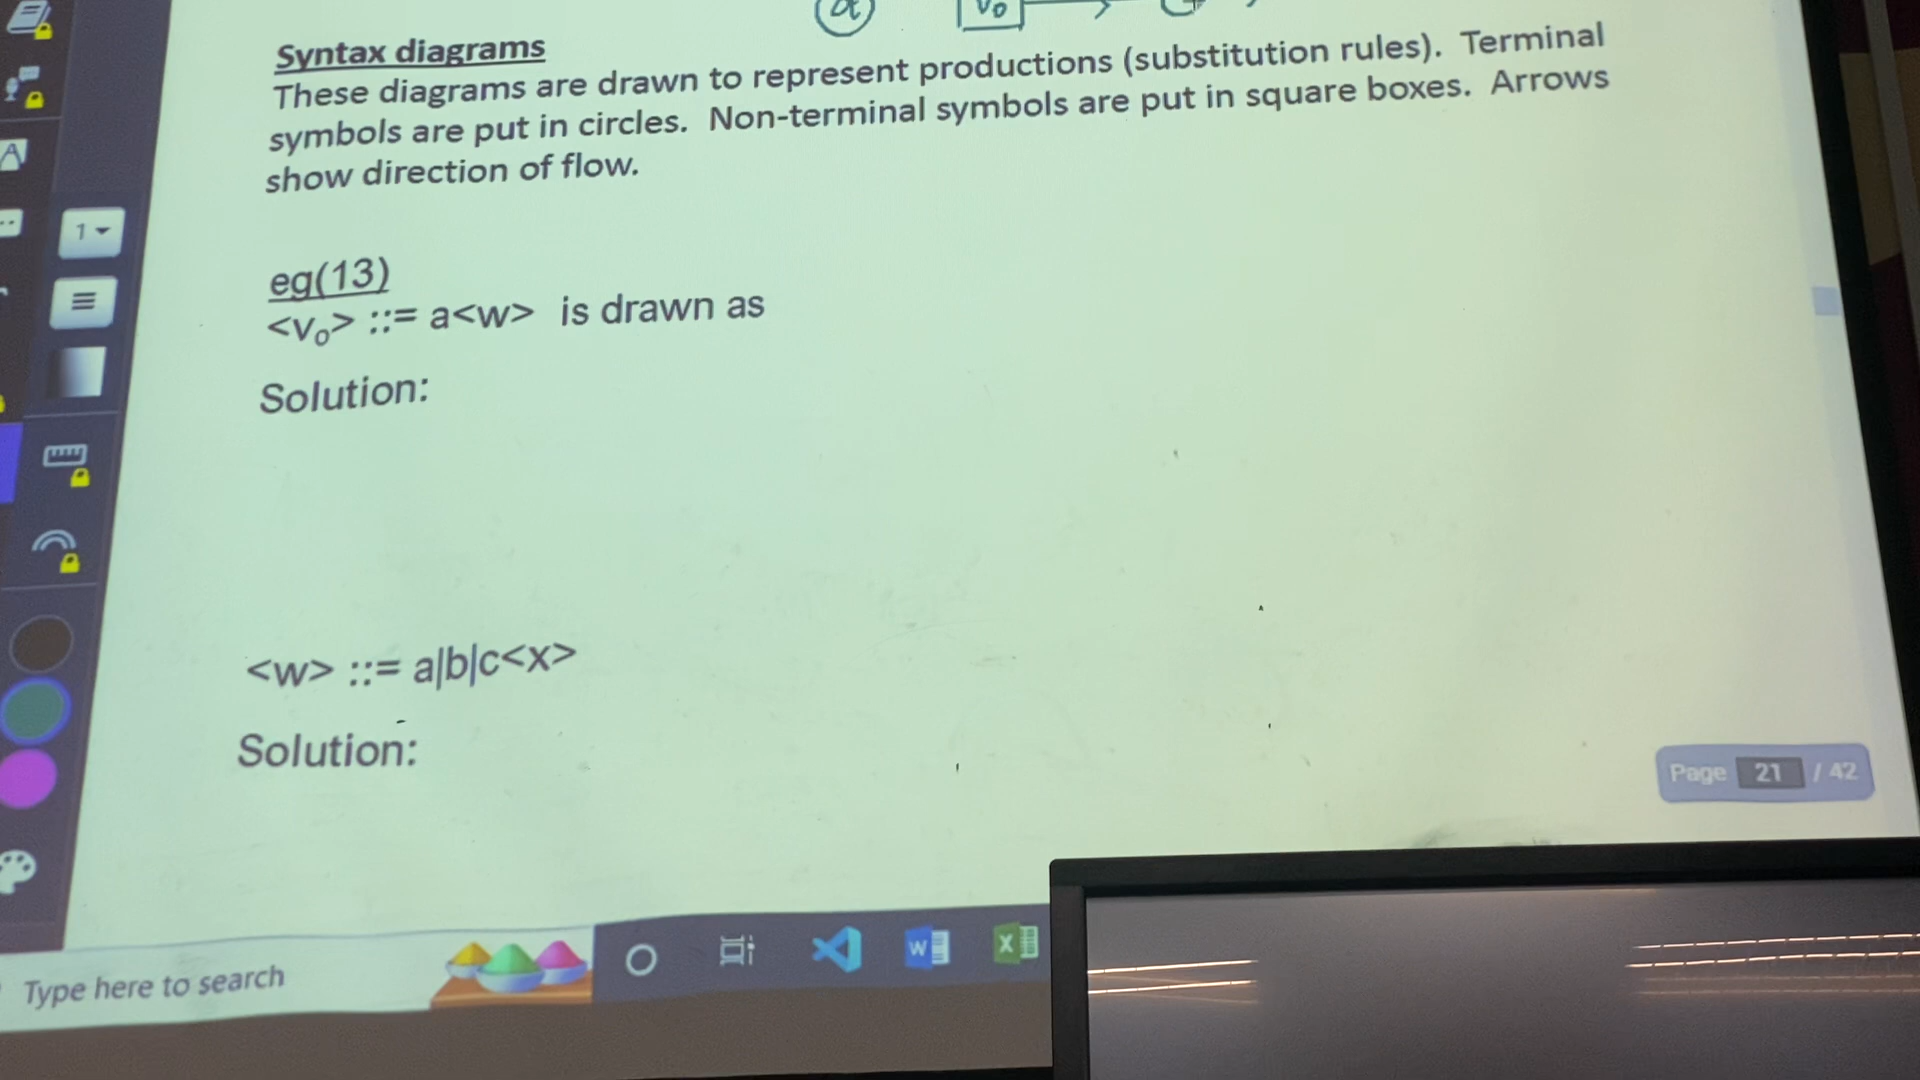 a
v₀
Syntax diagrams
These diagrams are drawn to represent productions (substitution rules). Terminal
symbols are put in circles. Non-terminal symbols are put in square boxes. Arrows
show direction of flow.
1
eg(13)
<v₀> ::= a<w> is drawn as
Solution:
<w> ::= a|b|c<x>
Solution:
Page 21 / 42
Type here to search
W
X